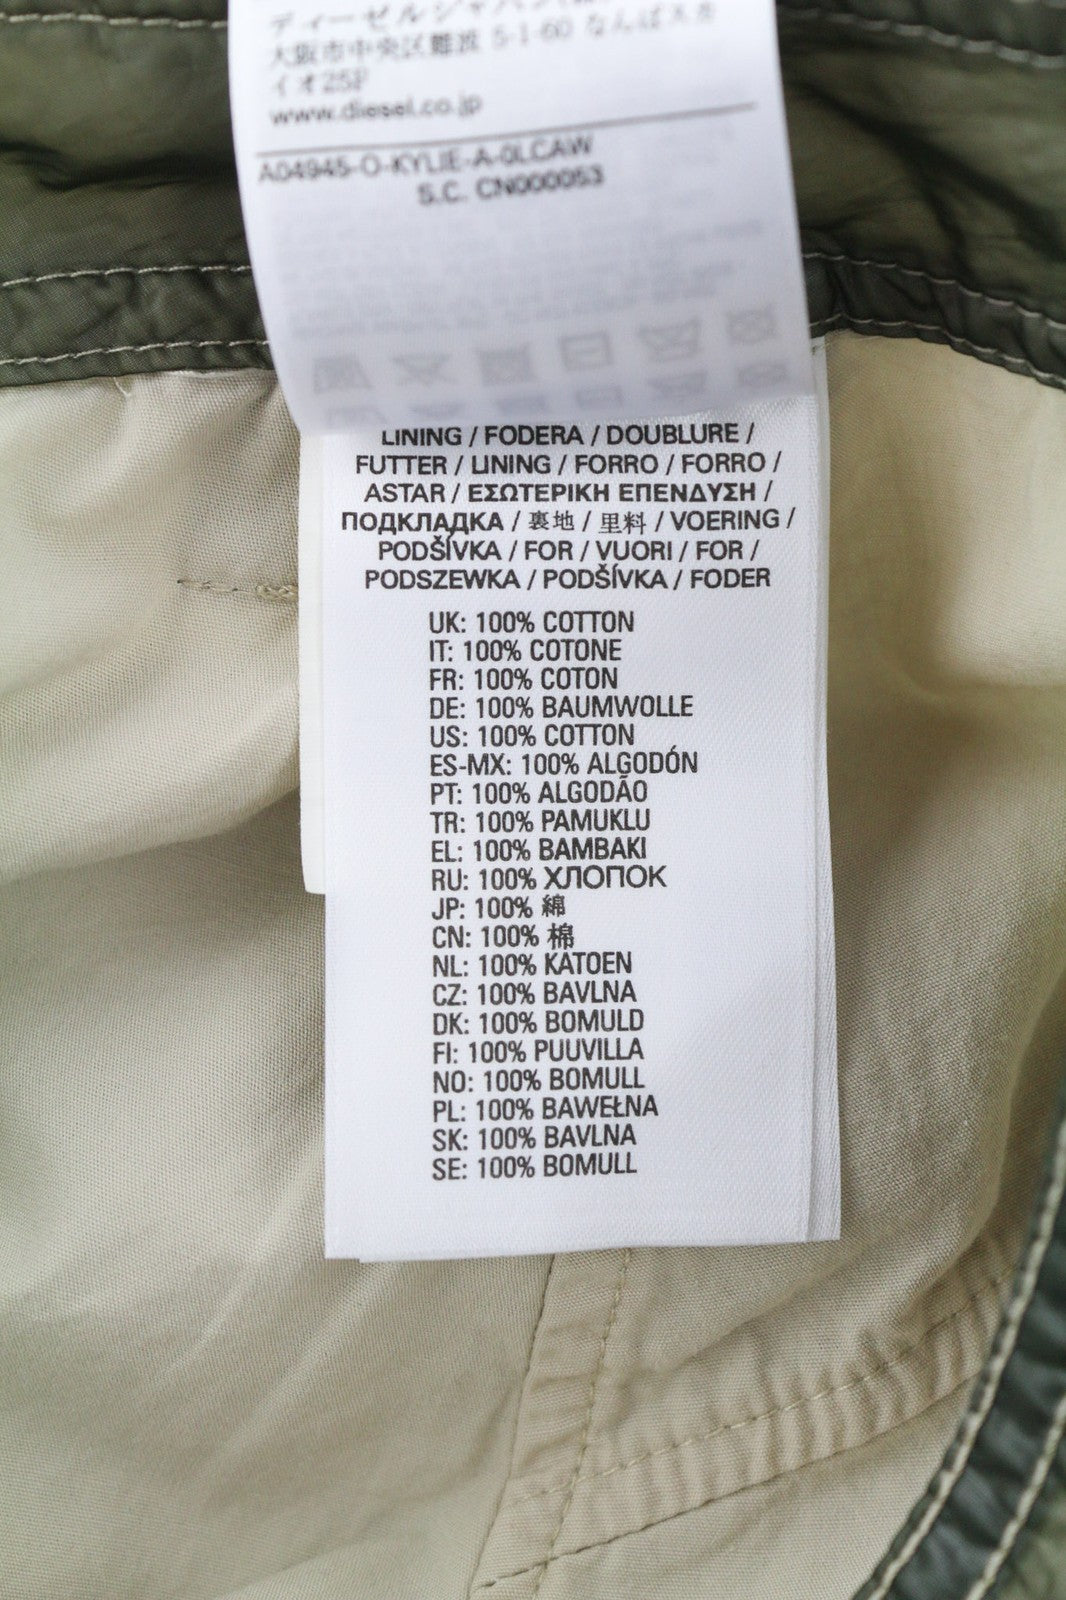 ディーゼルジャパン
大阪市中央区難波 5-1-60 なんばスカ
イオ25F
www.diesel.co.jp
A04945-O-KYLIE-A-0LCAW
S.C. CN000053
LINING / FODERA / DOUBLURE /
FUTTER / LINING / FORRO / FORRO /
ASTAR / ΕΣΩΤΕΡΙΚΗ ΕΠΕΝΔΥΣΗ /
ПОДКЛАДКА / 裏地 / 里料 / VOERING /
PODŠÍVKA / FOR / VUORI / FOR /
PODSZEWKA / PODŠÍVKA / FODER
UK: 100% COTTON
IT: 100% COTONE
FR: 100% COTON
DE: 100% BAUMWOLLE
US: 100% COTTON
ES-MX: 100% ALGODÓN
PT: 100% ALGODÃO
TR: 100% PAMUKLU
EL: 100% ΒΑΜΒΑΚΙ
RU: 100% ХЛОПОК
JP: 100% 綿
CN: 100% 棉
NL: 100% KATOEN
CZ: 100% BAVLNA
DK: 100% BOMULD
FI: 100% PUUVILLA
NO: 100% BOMULL
PL: 100% BAWEŁNA
SK: 100% BAVLNA
SE: 100% BOMULL